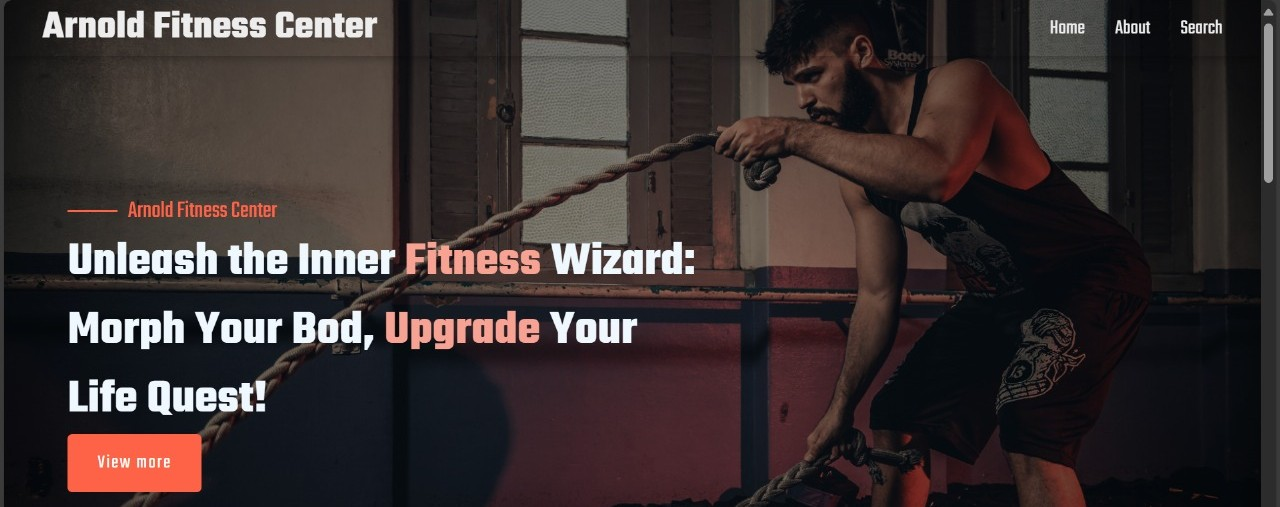 Arnold Fitness Center
Home About Search
Body
Arnold Fitness Center
Unleash the Inner Fitness Wizard:
Morph Your Bod, Upgrade Your
Life Quest!
View more